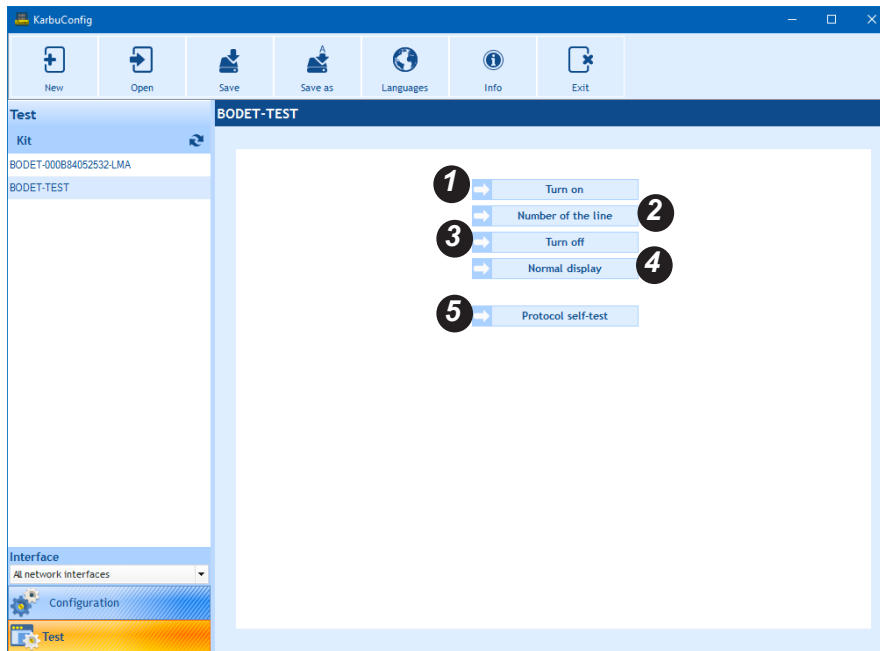 KarbuConfig
New
Open
Save
A
Save as
Languages
Info
Exit
Test
BODET-TEST
Kit
BODET-000B84052532-LMA
BODET-TEST
1 Turn on
Number of the line 2
3 Turn off
Normal display 4
5 Protocol self-test
Interface
All network interfaces
Configuration
Test